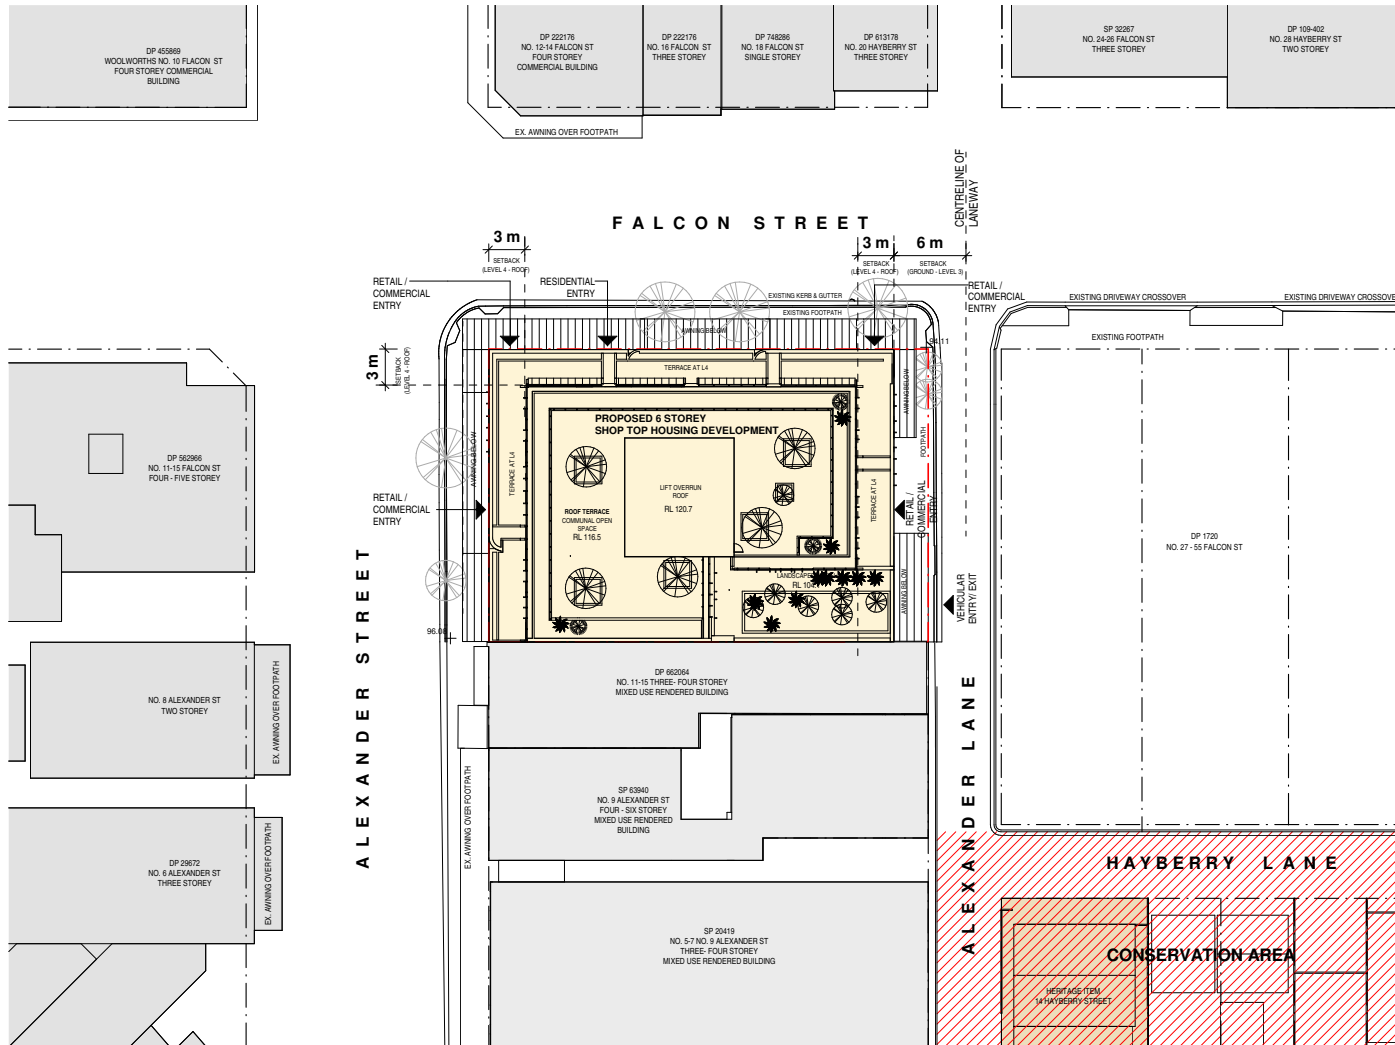 DP 455869
WOOLWORTHS NO. 10 FLACON ST
FOUR STOREY COMMERCIAL
BUILDING
DP 222176
NO. 12-14 FALCON ST
FOUR STOREY
COMMERCIAL BUILDING
DP 222176
NO. 16 FALCON ST
THREE STOREY
DP 748286
NO. 18 FALCON ST
SINGLE STOREY
DP 613178
NO. 20 HAYBERRY ST
THREE STOREY
SP 32267
NO. 24-26 FALCON ST
THREE STOREY
DP 109-402
NO. 28 HAYBERRY ST
TWO STOREY
EX. AWNING OVER FOOTPATH
CENTRELINE OF
LANEWAY
FALCON STREET
3 m
SETBACK
(LEVEL 4 - ROOF)
3 m
SETBACK
(LEVEL 4 - ROOF)
6 m
SETBACK
(GROUND - LEVEL 3)
RETAIL /
COMMERCIAL
ENTRY
RESIDENTIAL
ENTRY
EXISTING KERB & GUTTER
EXISTING FOOTPATH
AWNING BELOW
RETAIL /
COMMERCIAL
ENTRY
EXISTING DRIVEWAY CROSSOVER
EXISTING DRIVEWAY CROSSOVE
EXISTING FOOTPATH
94.11
3 m
SETBACK
(LEVEL 4 - ROOF)
TERRACE AT L4
AWNING BELOW
FOOTPATH
PROPOSED 6 STOREY
SHOP TOP HOUSING DEVELOPMENT
AWNING BELOW
TERRACE AT L4
LIFT OVERRUN
ROOF
RL 120.7
ROOF TERRACE
COMMUNAL OPEN
SPACE
RL 116.5
TERRACE AT L4
RETAIL /
COMMERCIAL
ENTRY
RETAIL /
COMMERCIAL
ENTRY
DP 562966
NO. 11-15 FALCON ST
FOUR - FIVE STOREY
DP 1720
NO. 27 - 55 FALCON ST
LANDSCAPE
RL 104
AWNING BELOW
VEHICULAR
ENTRY/ EXIT
96.08
ALEXANDER STREET
DP 662064
NO. 11-15 THREE- FOUR STOREY
MIXED USE RENDERED BUILDING
NO. 8 ALEXANDER ST
TWO STOREY
EX. AWNING OVER FOOTPATH
EX. AWNING OVER FOOTPATH
SP 63940
NO. 9 ALEXANDER ST
FOUR - SIX STOREY
MIXED USE RENDERED
BUILDING
ALEXANDER LANE
DP 29672
NO. 6 ALEXANDER ST
THREE STOREY
EX. AWNING OVER FOOTPATH
HAYBERRY LANE
SP 20419
NO. 5-7 NO. 9 ALEXANDER ST
THREE- FOUR STOREY
MIXED USE RENDERED BUILDING
CONSERVATION AREA
HERITAGE ITEM
14 HAYBERRY STREET